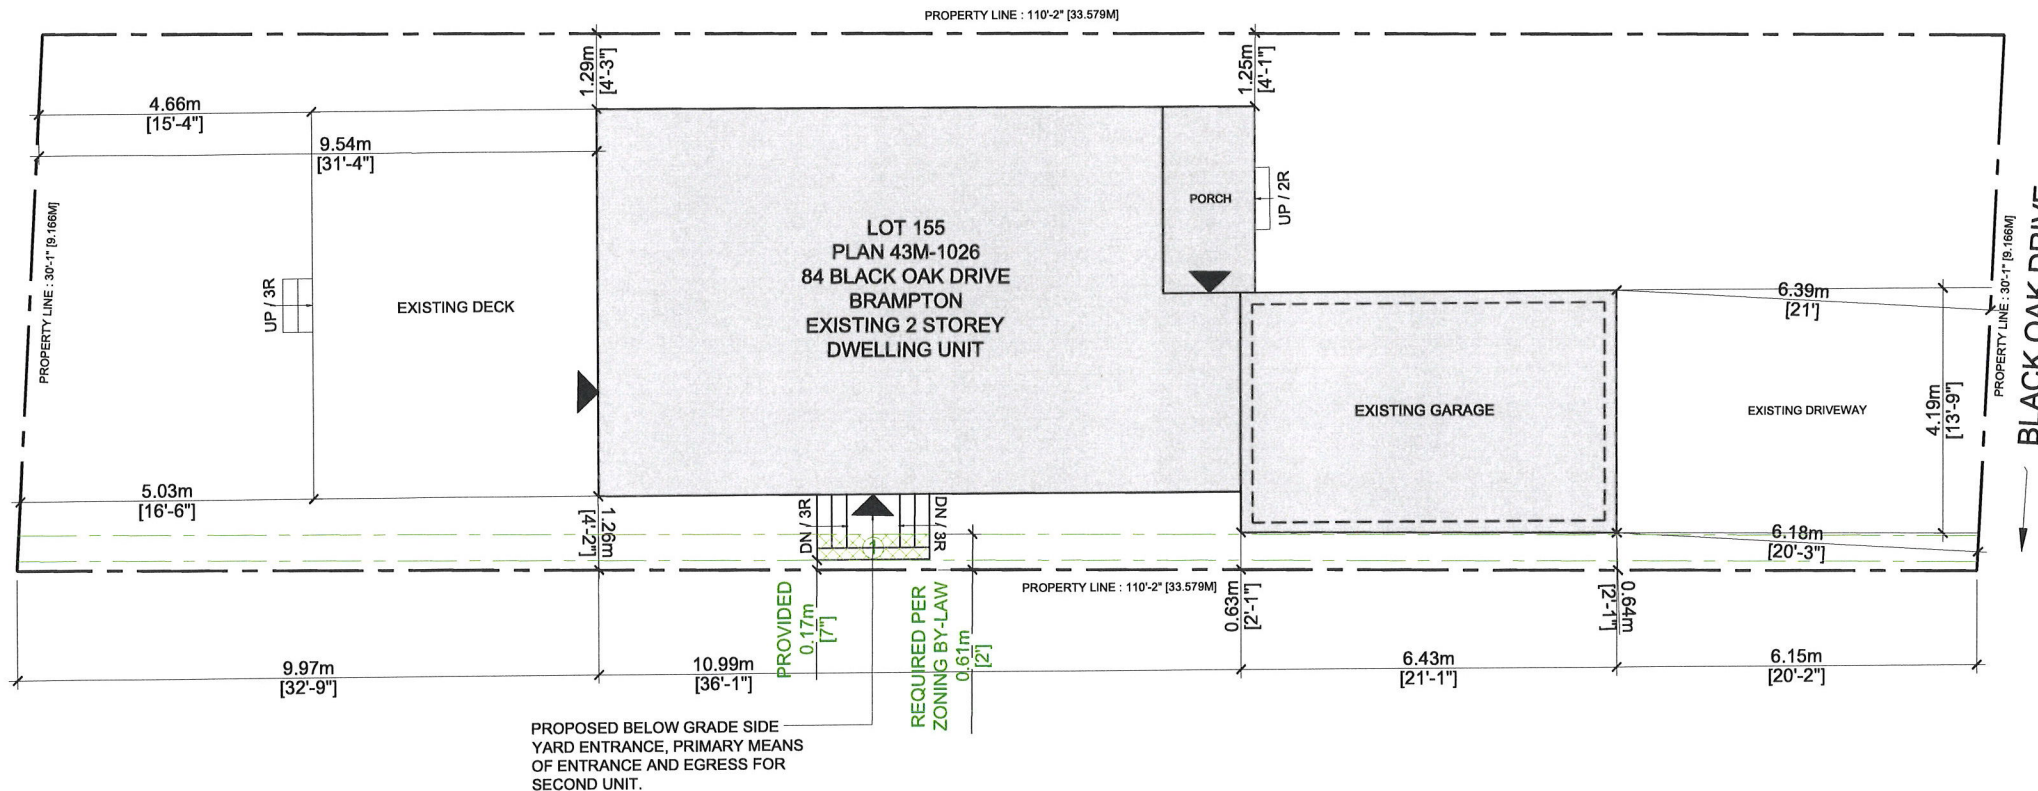 PROPERTY LINE : 110'-2" [33.579M]
1.29m
[4'-3"]
1.25m
[4'-1"]
4.66m
[15'-4"]
9.54m
[31'-4"]
PROPERTY LINE : 30'-1" [9.166M]
UP / 3R
EXISTING DECK
LOT 155
PLAN 43M-1026
84 BLACK OAK DRIVE
BRAMPTON
EXISTING 2 STOREY
DWELLING UNIT
PORCH
UP / 2R
EXISTING GARAGE
6.39m
[21']
EXISTING DRIVEWAY
4.19m
[13'-9"]
PROPERTY LINE : 30'-1" [9.166M]
BLACK OAK DRIVE
5.03m
[16'-6"]
1.26m
[4'-2"]
DN / 3R
1
DN / 3R
6.18m
[20'-3"]
PROPERTY LINE : 110'-2" [33.579M]
PROVIDED
0.17m
[7"]
REQUIRED PER
ZONING BY-LAW
0.61m
[2']
0.63m
[2'-1"]
0.64m
[2'-1"]
9.97m
[32'-9"]
10.99m
[36'-1"]
6.43m
[21'-1"]
6.15m
[20'-2"]
PROPOSED BELOW GRADE SIDE
YARD ENTRANCE, PRIMARY MEANS
OF ENTRANCE AND EGRESS FOR
SECOND UNIT.